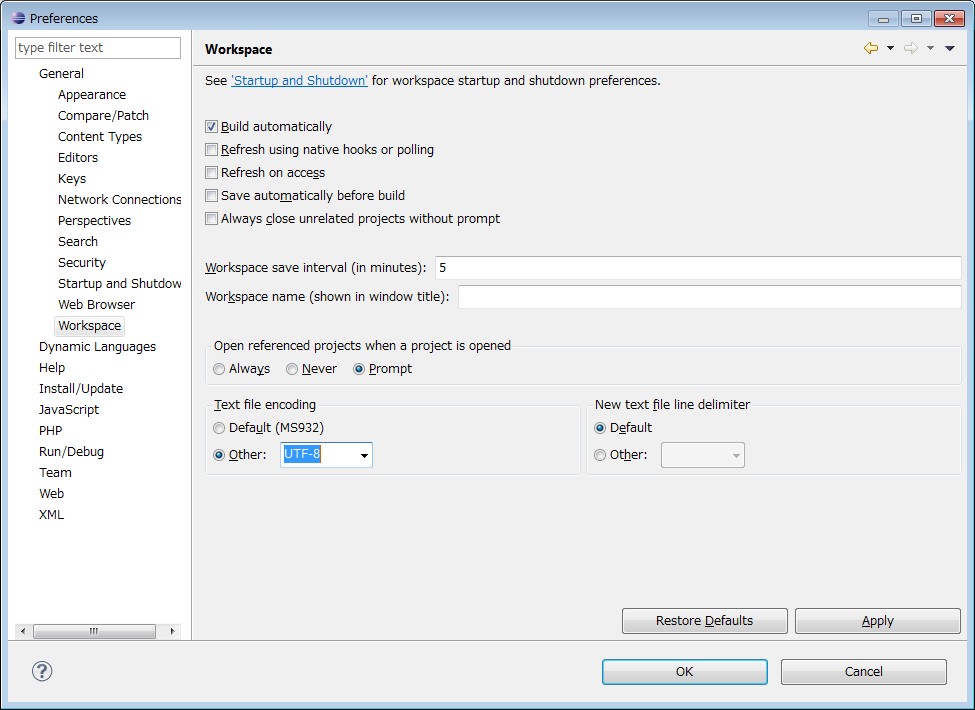 Preferences
type filter text
General
Appearance
Compare/Patch
Content Types
Editors
Keys
Network Connections
Perspectives
Search
Security
Startup and Shutdow
Web Browser
Workspace
Dynamic Languages
Help
Install/Update
JavaScript
PHP
Run/Debug
Team
Web
XML
Workspace
See 'Startup and Shutdown' for workspace startup and shutdown preferences.
Build automatically
Refresh using native hooks or polling
Refresh on access
Save automatically before build
Always close unrelated projects without prompt
Workspace save interval (in minutes): 5
Workspace name (shown in window title):
Open referenced projects when a project is opened
Always Never Prompt
Text file encoding
Default (MS932)
Other: UTF-8
New text file line delimiter
Default
Other:
Restore Defaults Apply
? OK Cancel